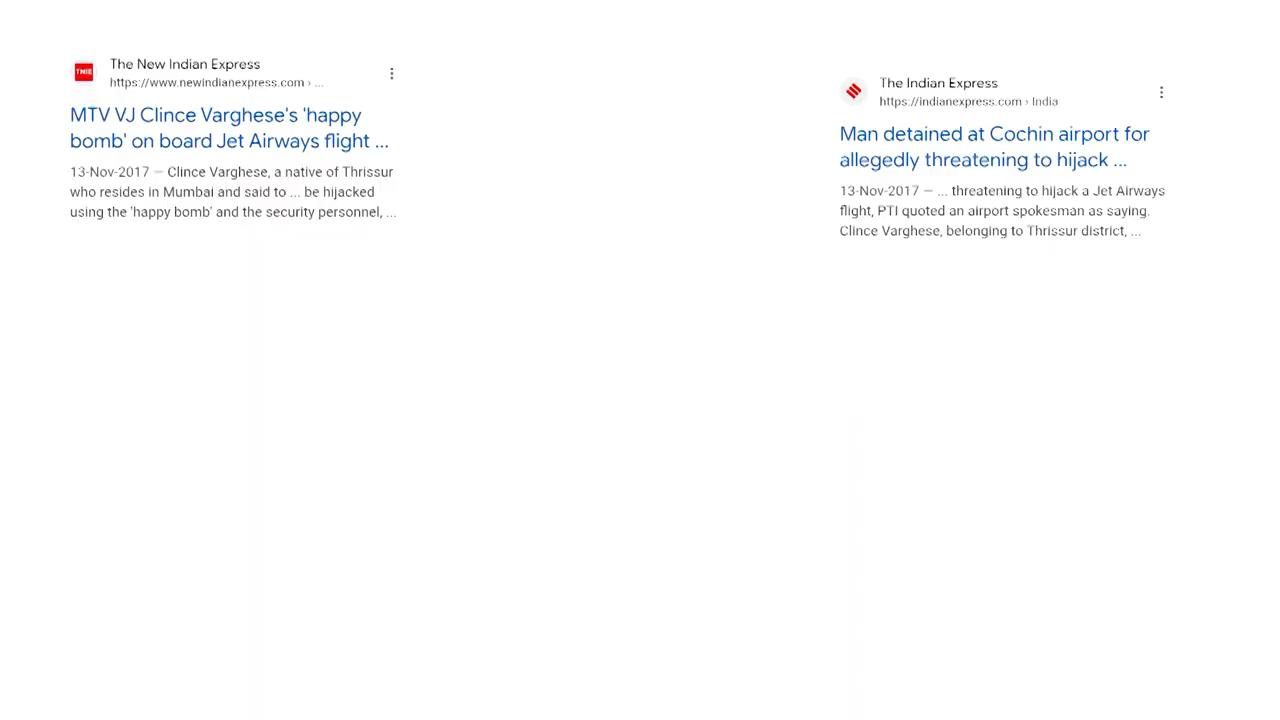 The New Indian Express
https://www.newindianexpress.com › ...
MTV VJ Clince Varghese's 'happy
bomb' on board Jet Airways flight ...
13-Nov-2017 — Clince Varghese, a native of Thrissur
who resides in Mumbai and said to ... be hijacked
using the 'happy bomb' and the security personnel, ...
The Indian Express
https://indianexpress.com › India
Man detained at Cochin airport for
allegedly threatening to hijack ...
13-Nov-2017 — ... threatening to hijack a Jet Airways
flight, PTI quoted an airport spokesman as saying.
Clince Varghese, belonging to Thrissur district, ...
TNIE